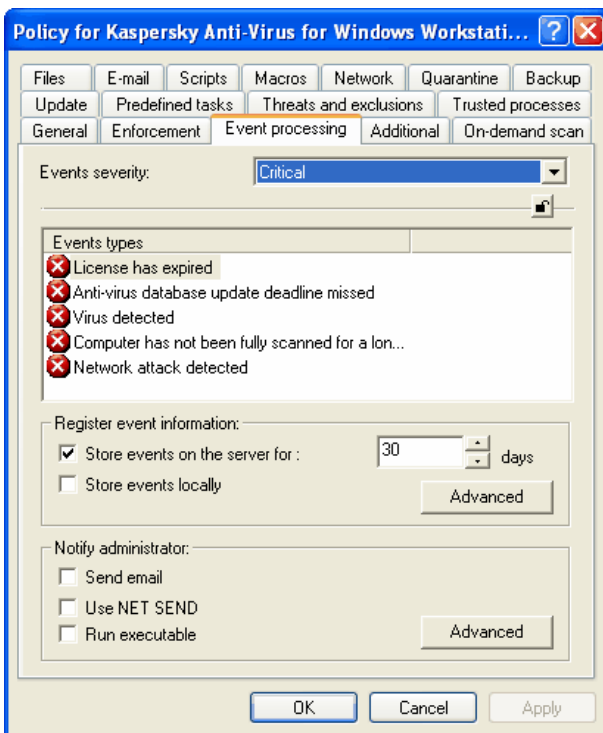 Policy for Kaspersky Anti-Virus for Windows Workstati... ?
Files E-mail Scripts Macros Network Quarantine Backup
Update Predefined tasks Threats and exclusions Trusted processes
General Enforcement Event processing Additional On-demand scan
Events severity: Critical
Events types
License has expired
Anti-virus database update deadline missed
Virus detected
Computer has not been fully scanned for a lon...
Network attack detected
Register event information:
Store events on the server for : 30 days
Store events locally
Advanced
Notify administrator:
Send email
Use NET SEND
Run executable
Advanced
OK Cancel Apply